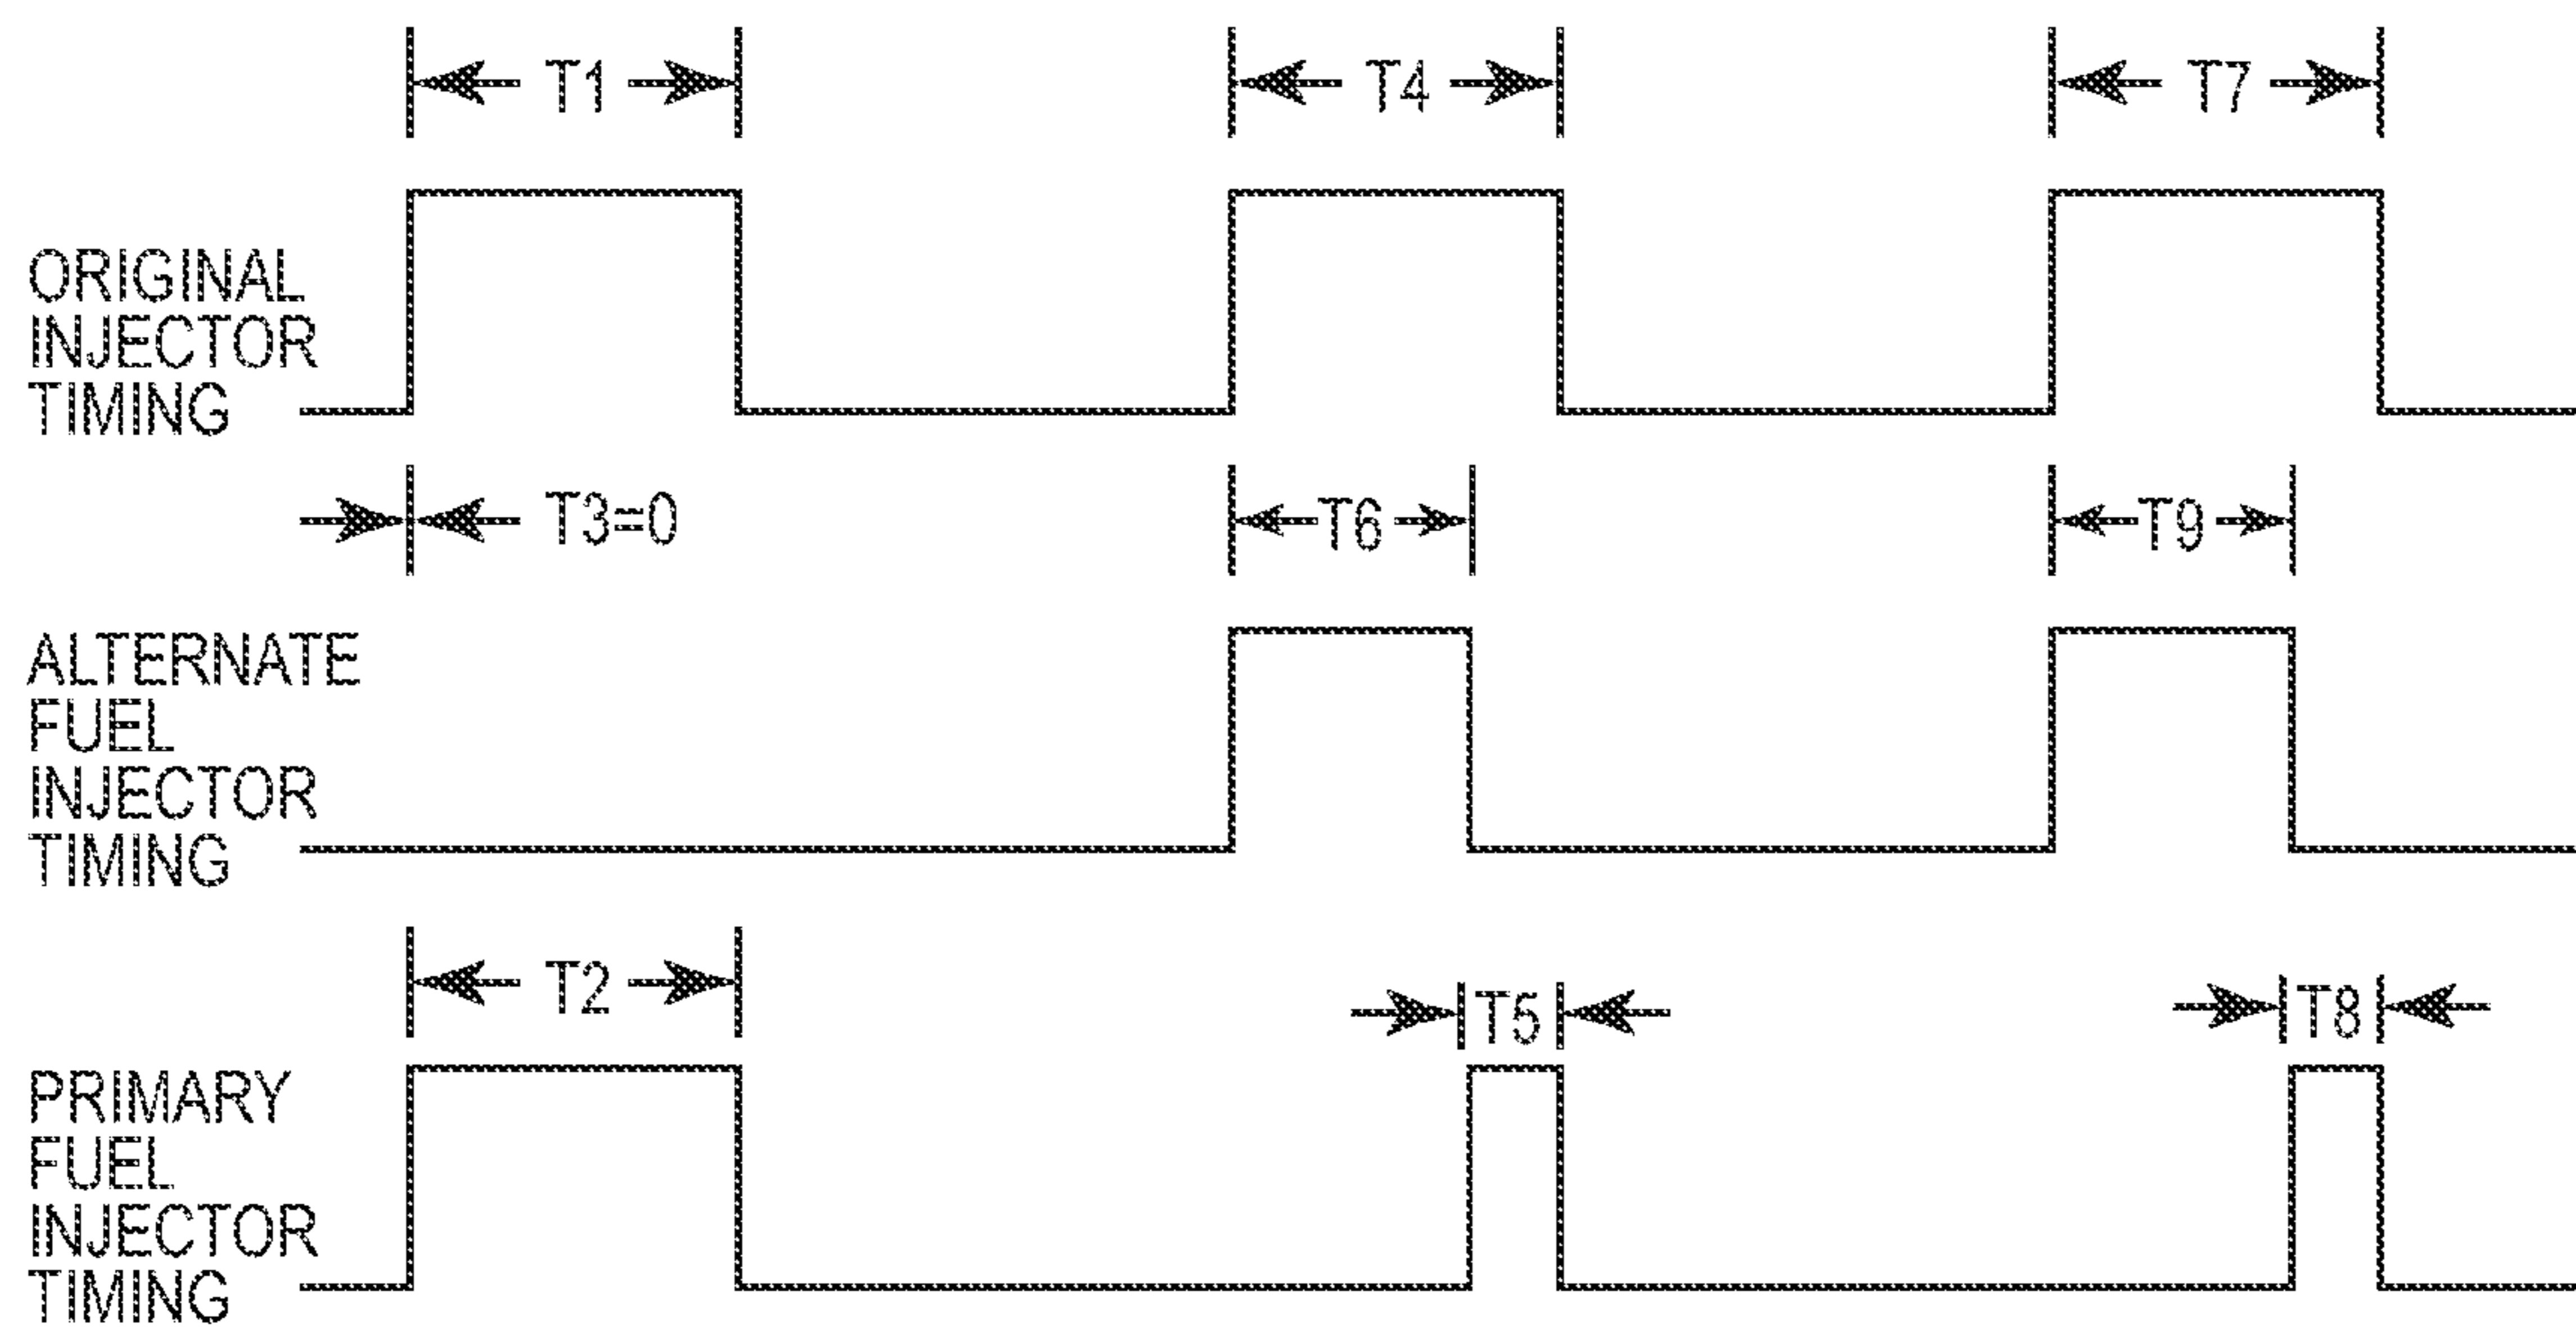 T1 T4 T7
ORIGINAL
INJECTOR
TIMING
T3=0 T6 T9
ALTERNATE
FUEL
INJECTOR
TIMING
T2 T5 T8
PRIMARY
FUEL
INJECTOR
TIMING